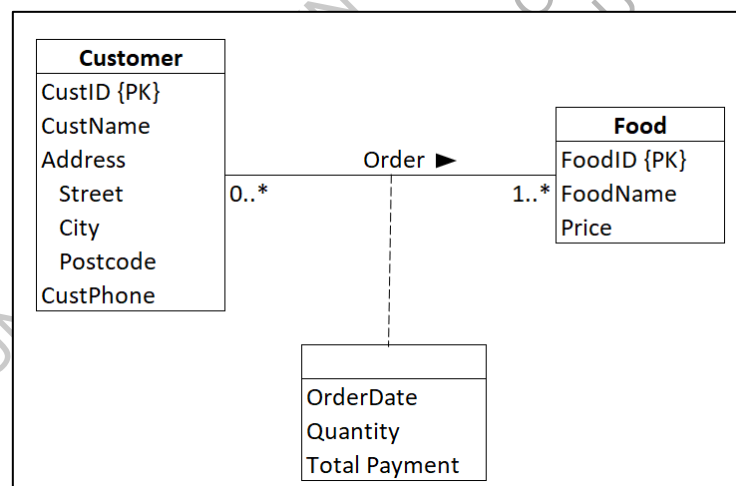 Customer
CustID {PK}
CustName
Address
Street
City
Postcode
CustPhone
Order ►
0..*
1..*
Food
FoodID {PK}
FoodName
Price
OrderDate
Quantity
Total Payment